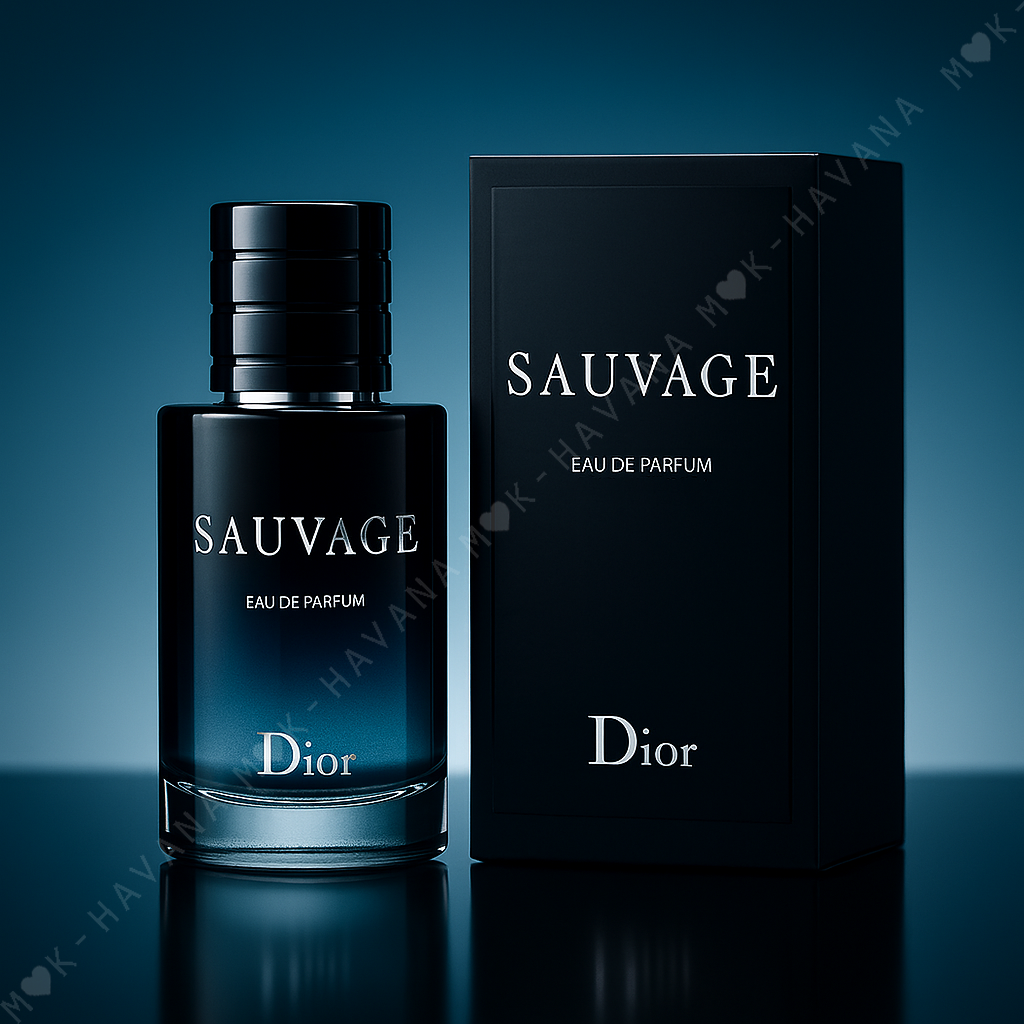 SAUVAGE
EAU DE PARFUM
Dior
SAUVAGE
EAU DE PARFUM
Dior
M♥K - HAVANA M♥K - HAVANA M♥K - HAVANA M♥K - HAVANA M♥K -